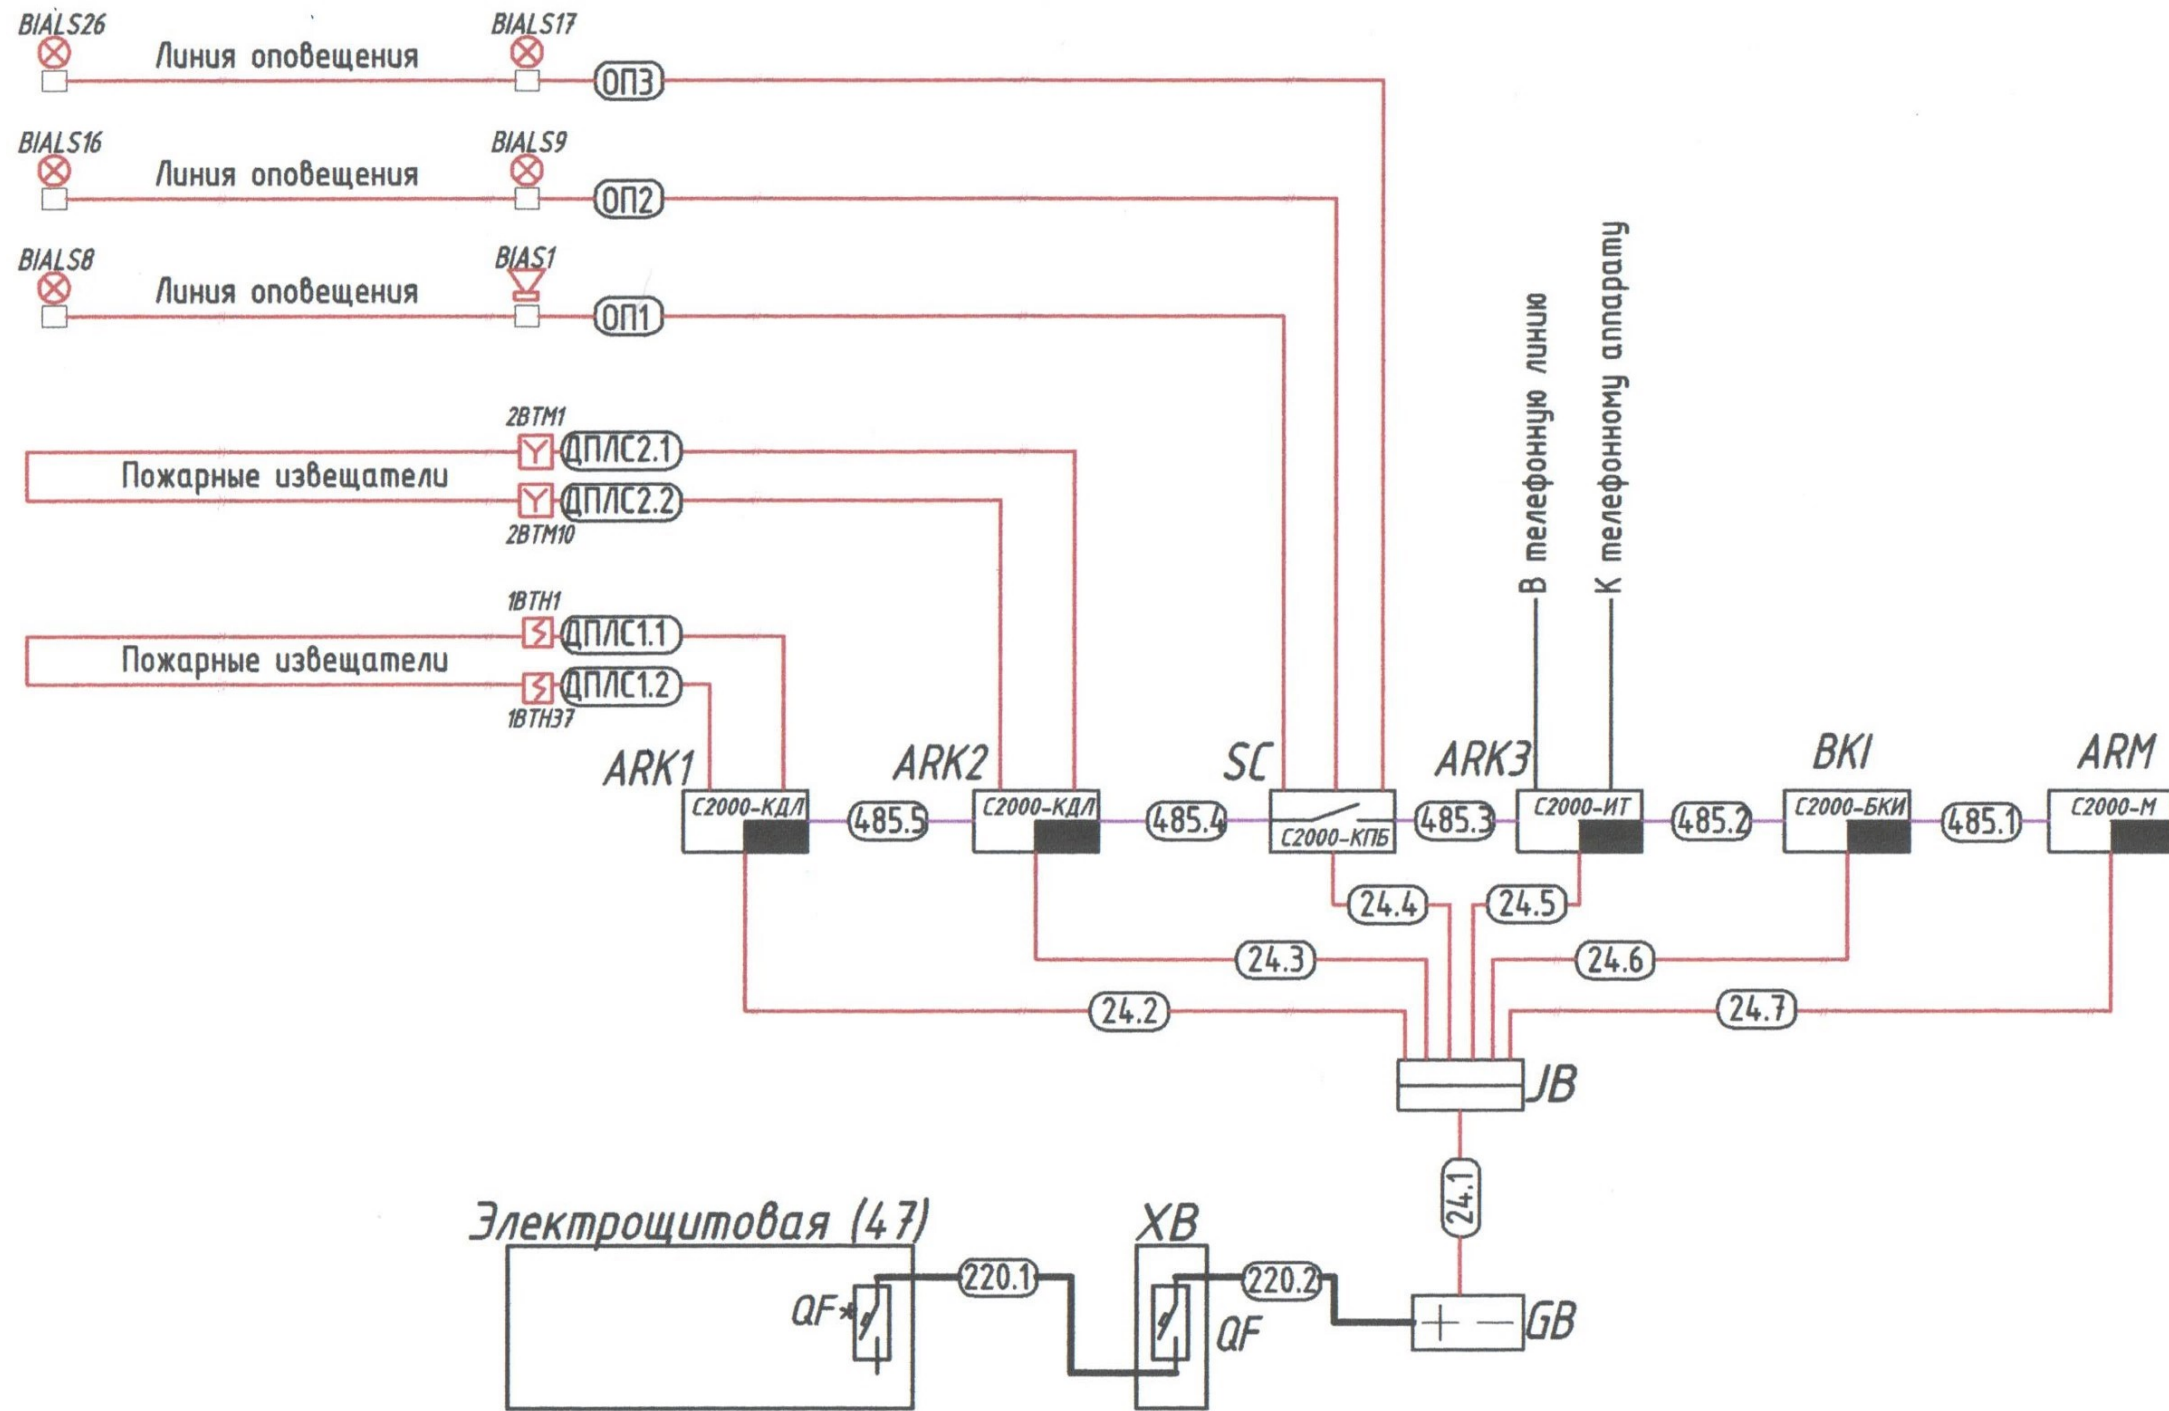 BIALS26
BIALS17
Линия оповещения
ОП3
BIALS16
BIALS9
Линия оповещения
ОП2
BIALS8
BIAS1
Линия оповещения
ОП1
В телефонную линию
К телефонному аппарату
2BTM1
ДПЛС2.1
Пожарные извещатели
ДПЛС2.2
2BTM10
1BTH1
ДПЛС1.1
Пожарные извещатели
ДПЛС1.2
1BTH37
ARK1
ARK2
SC
ARK3
BKI
ARM
С2000-КДЛ
485.5
С2000-КДЛ
485.4
С2000-КПБ
485.3
С2000-ИТ
485.2
С2000-БКИ
485.1
С2000-М
24.4
24.5
24.3
24.6
24.2
24.7
JB
24.1
Электрощитовая (47)
XB
220.1
220.2
QF*
QF
+ -
GB